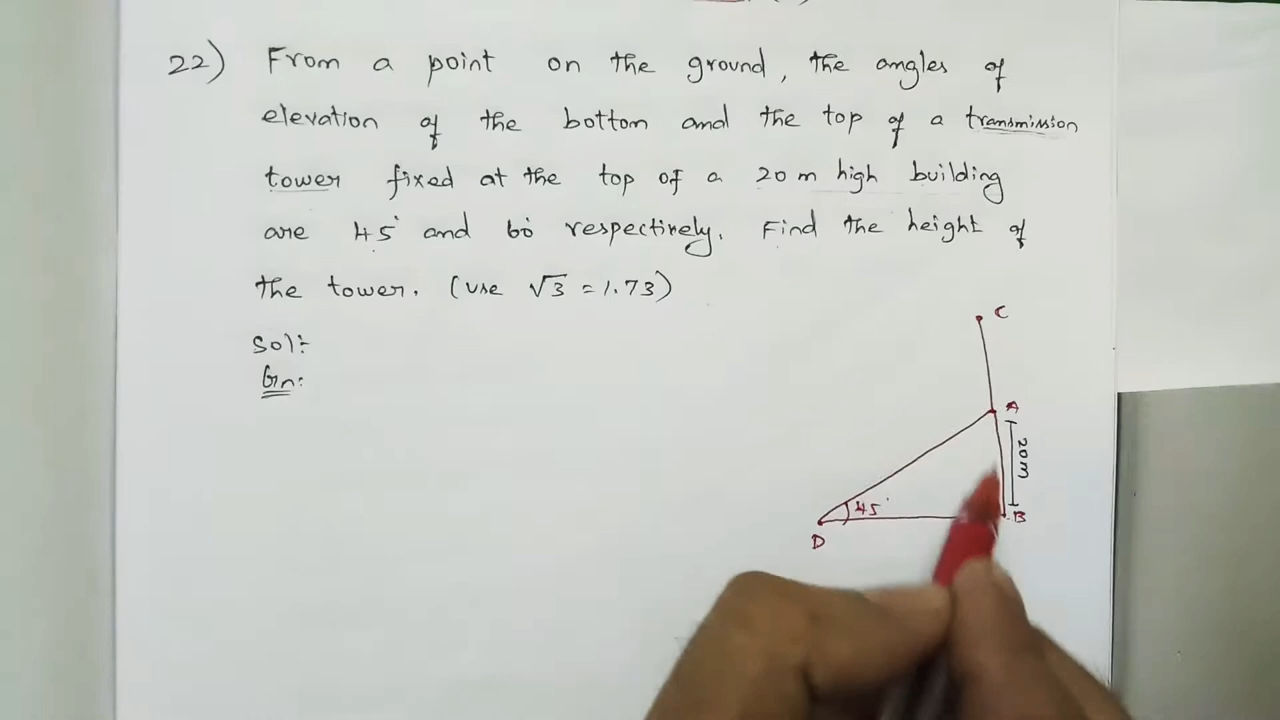 22) From a point on the ground, the angles of
elevation of the bottom and the top of a transmission
tower fixed at the top of a 20 m high building
are 45° and 60° respectively. Find the height of
the tower. (use √3 = 1.73)
Sol:-
Gn:
C
A
20m
45°
B
D